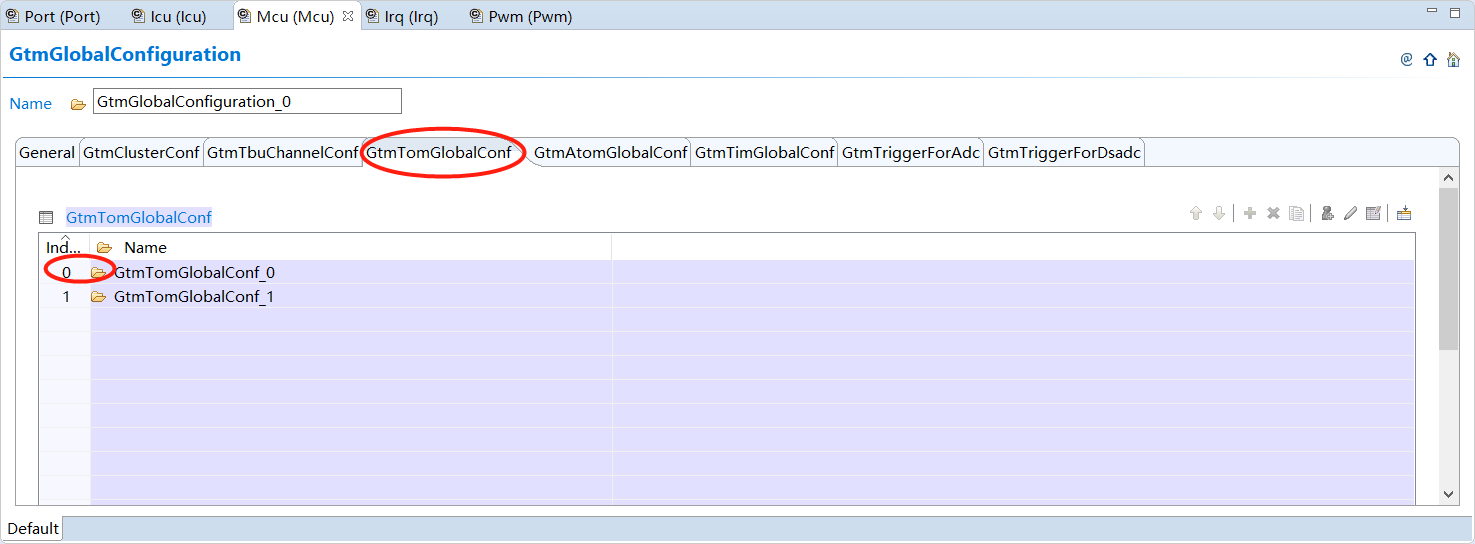 Port (Port) Icu (Icu) Mcu (Mcu) Irq (Irq) Pwm (Pwm)
GtmGlobalConfiguration
Name GtmGlobalConfiguration_0
General GtmClusterConf GtmTbuChannelConf GtmTomGlobalConf GtmAtomGlobalConf GtmTimGlobalConf GtmTriggerForAdc GtmTriggerForDsadc
GtmTomGlobalConf
Ind... Name
0 GtmTomGlobalConf_0
1 GtmTomGlobalConf_1
Default